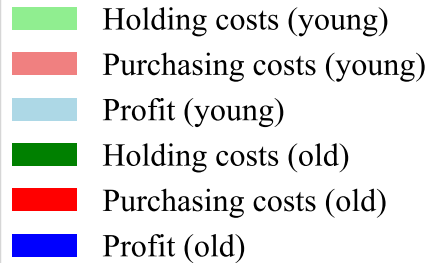 Holding costs (young)
Purchasing costs (young)
Profit (young)
Holding costs (old)
Purchasing costs (old)
Profit (old)